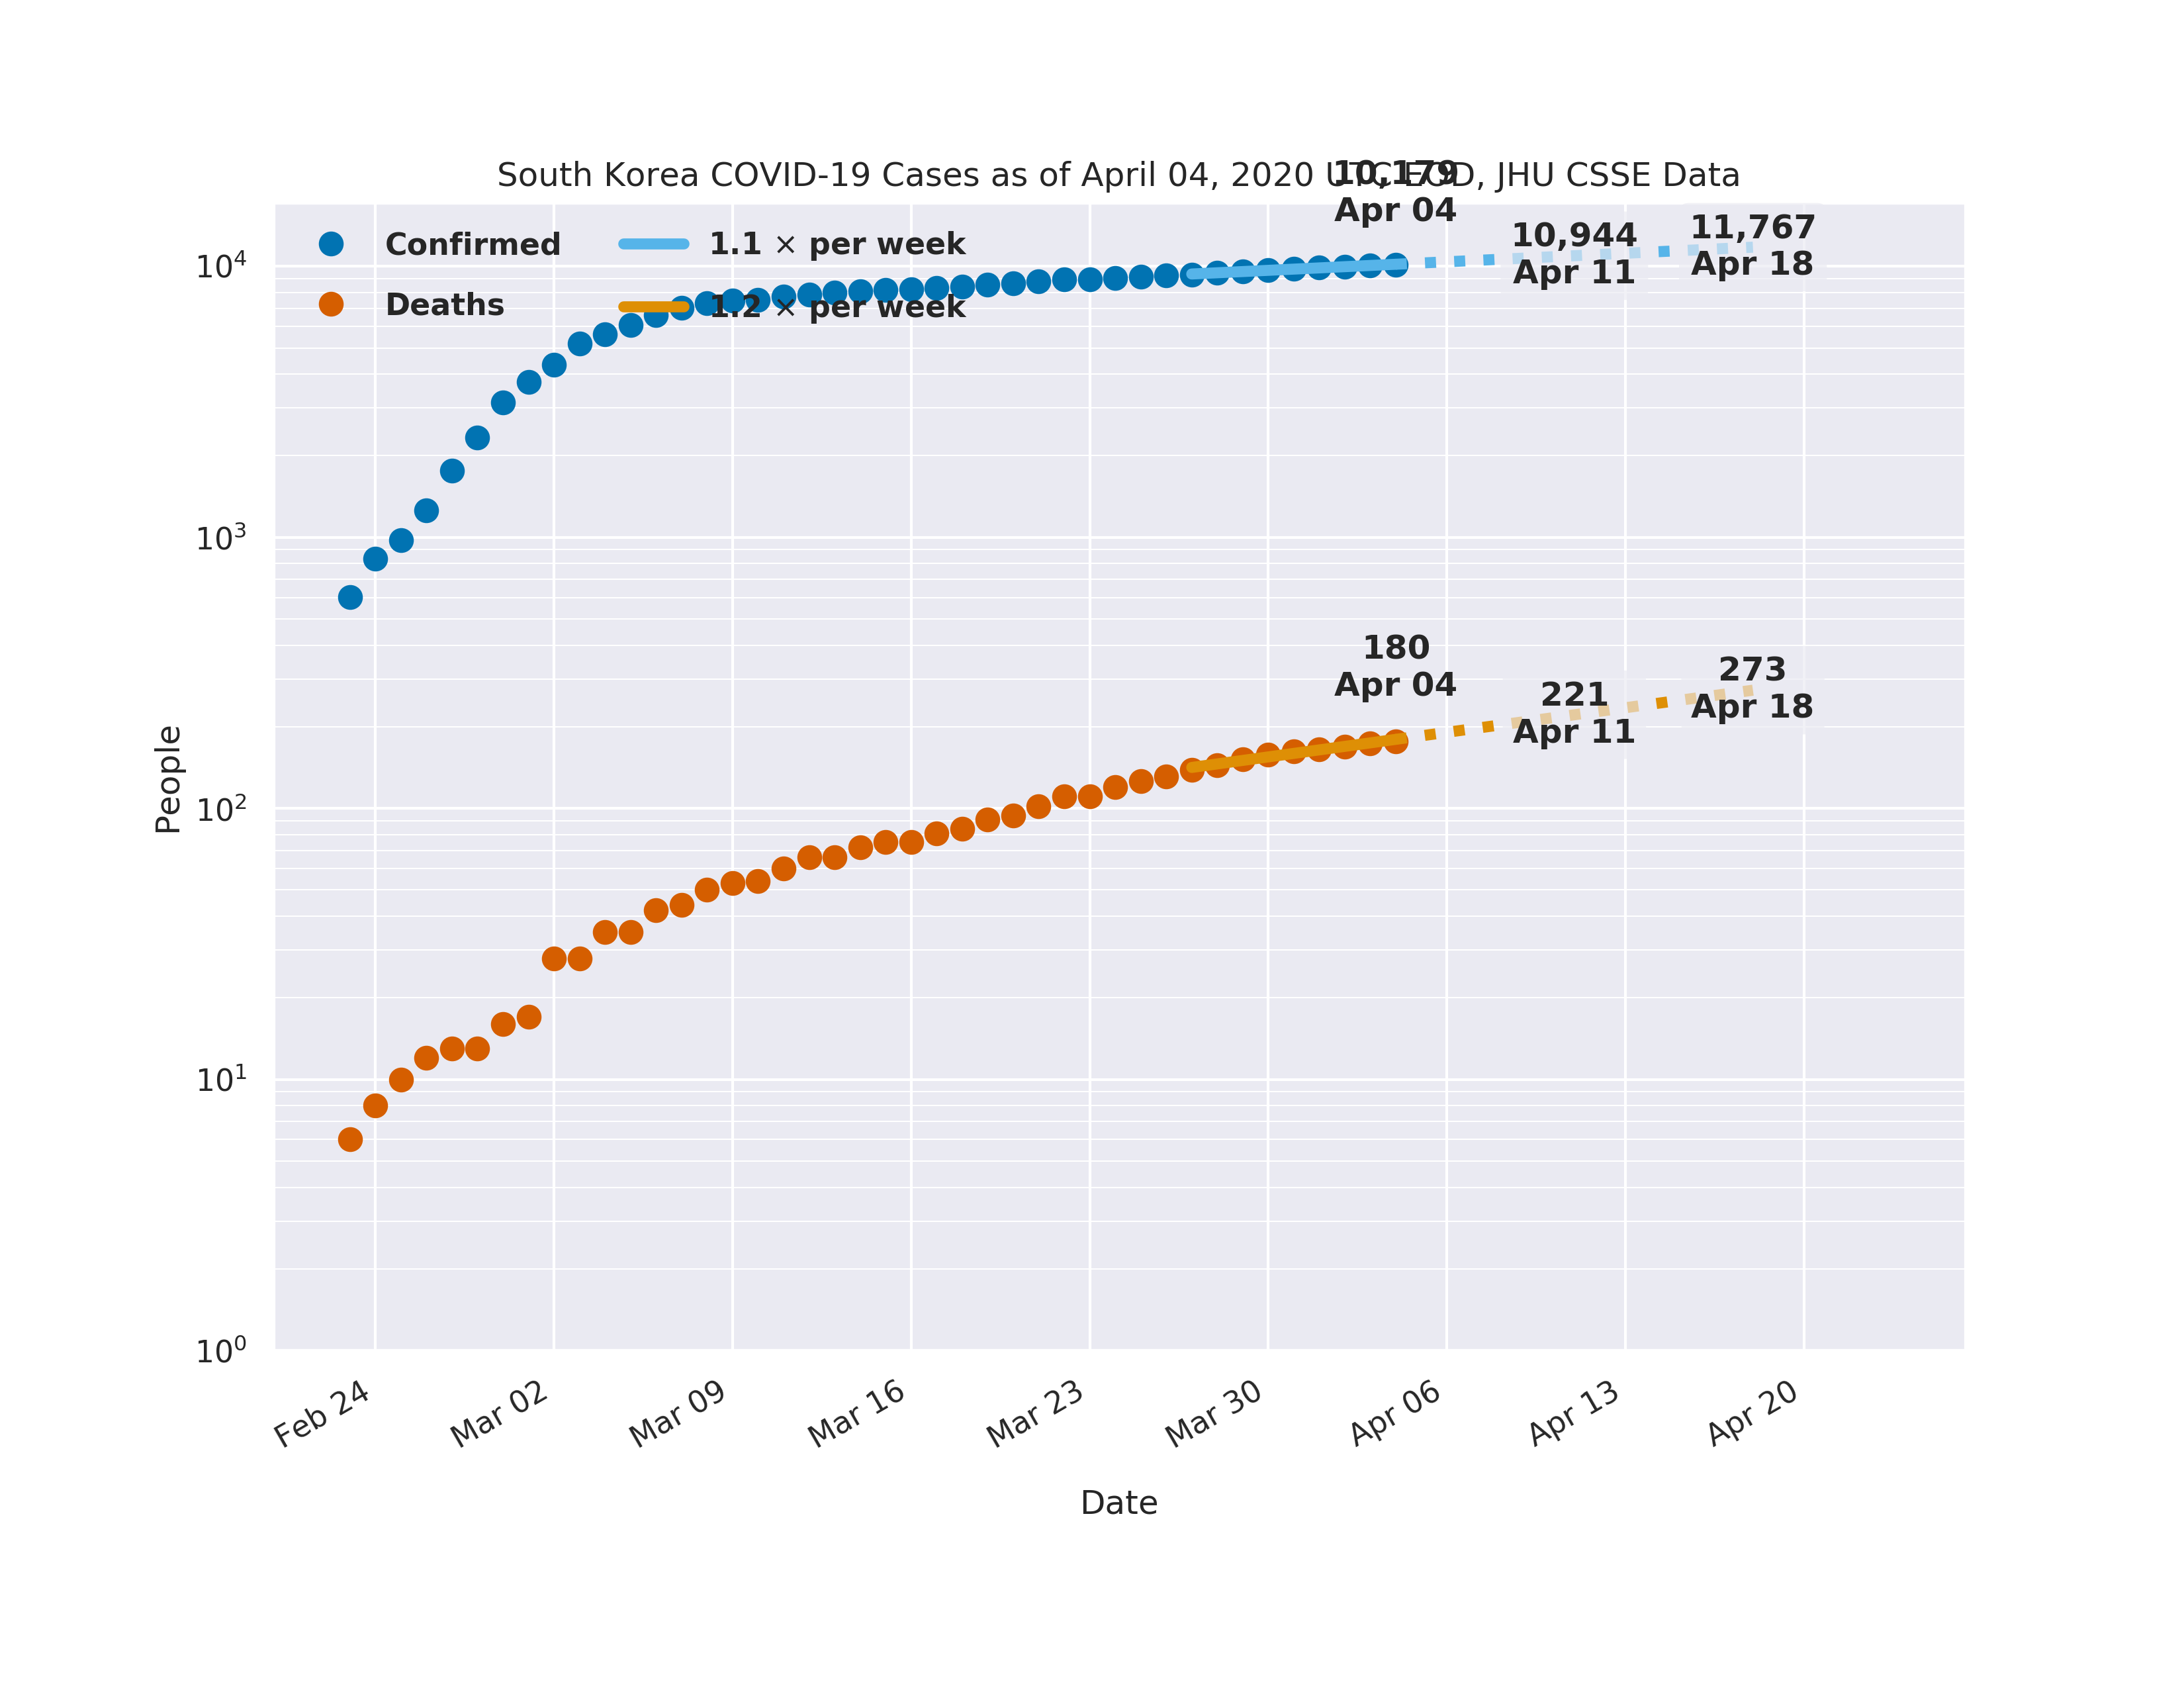 South Korea COVID-19 Cases as of April 04, 2020 UTC EOD, JHU CSSE Data
10,179
Apr 04
10,944
Apr 11
11,767
Apr 18
Confirmed
Deaths
1.1 × per week
1.2 × per week
180
Apr 04
221
Apr 11
273
Apr 18
People
10⁴
10³
10²
10¹
10⁰
Feb 24
Mar 02
Mar 09
Mar 16
Mar 23
Mar 30
Apr 06
Apr 13
Apr 20
Date